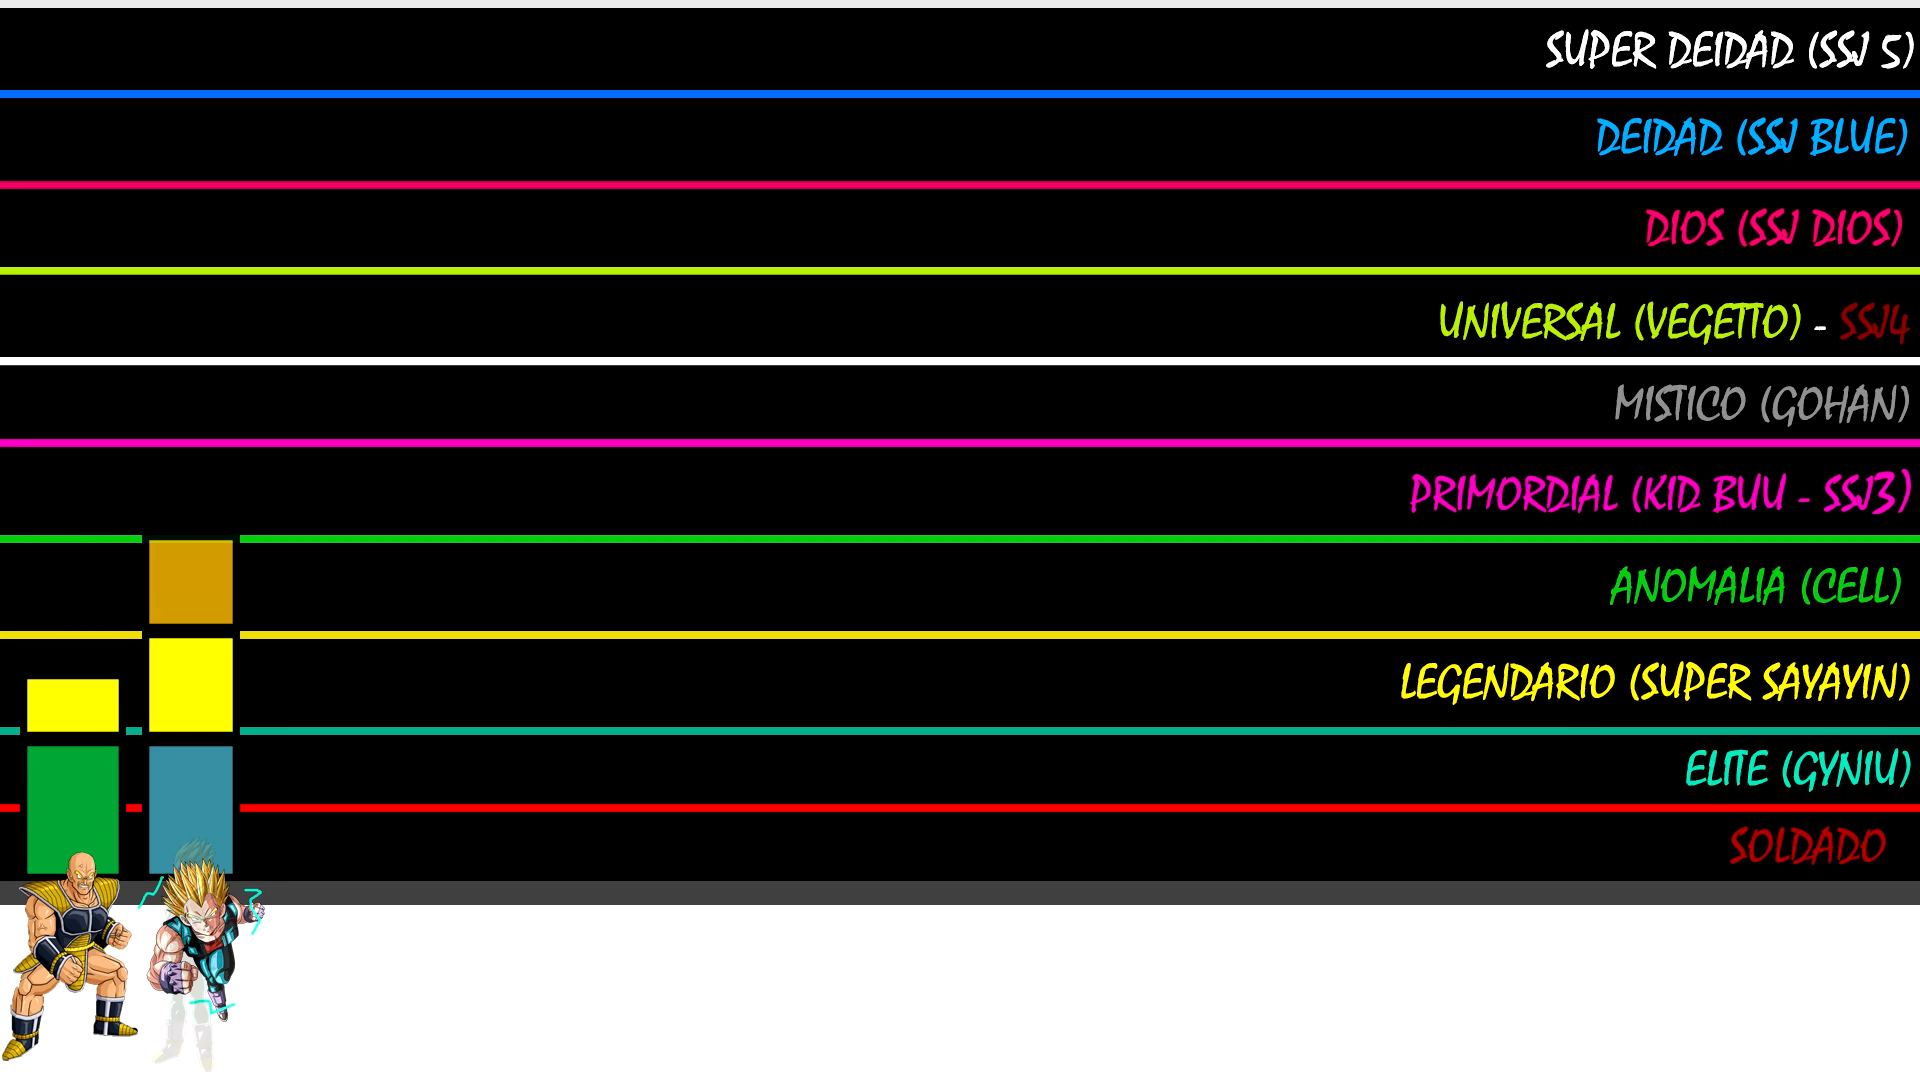 SUPER DEIDAD (SSJ 5)
DEIDAD (SSJ BLUE)
DIOS (SSJ DIOS)
UNIVERSAL (VEGETTO) - SSJ4
MISTICO (GOHAN)
PRIMORDIAL (KID BUU - SSJ3)
ANOMALIA (CELL)
LEGENDARIO (SUPER SAYAYIN)
ELITE (GYNIU)
SOLDADO